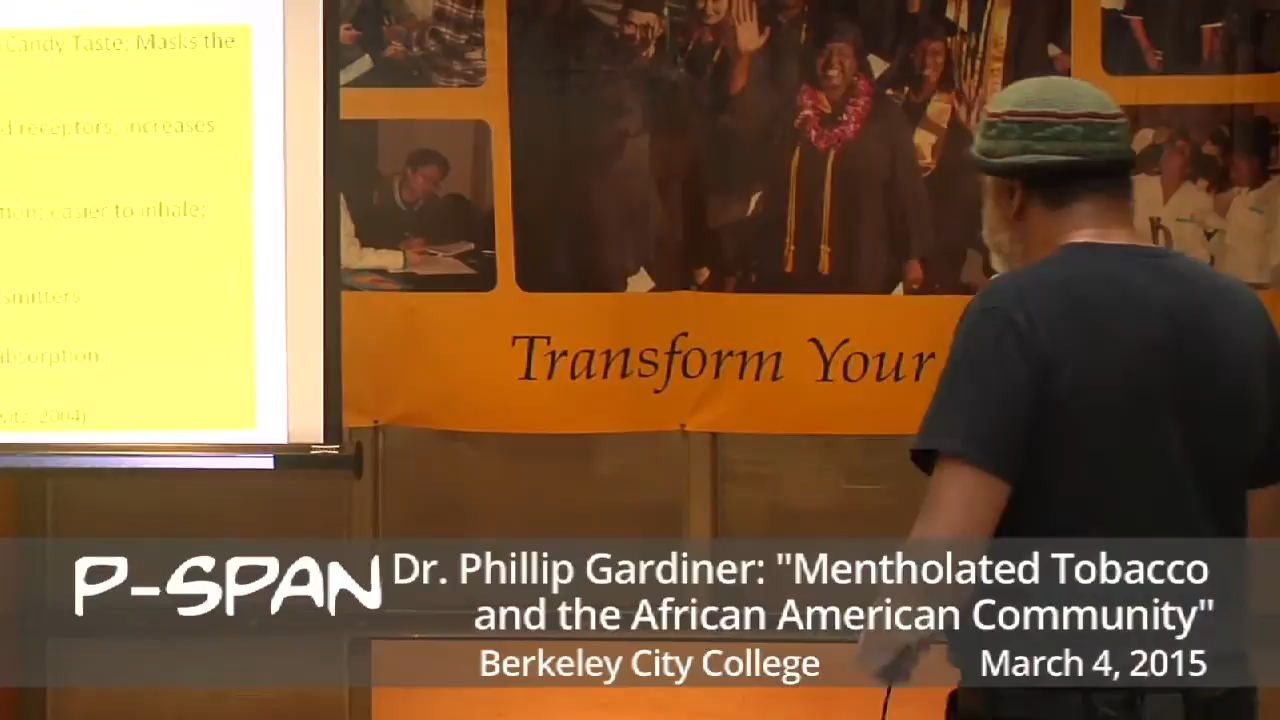 Candy Taste; Masks the
d receptors, increases
tion; easier to inhale;
smitters
absorption
2004)
Transform Your
P-SPAN
Dr. Phillip Gardiner: "Mentholated Tobacco
and the African American Community"
Berkeley City College March 4, 2015